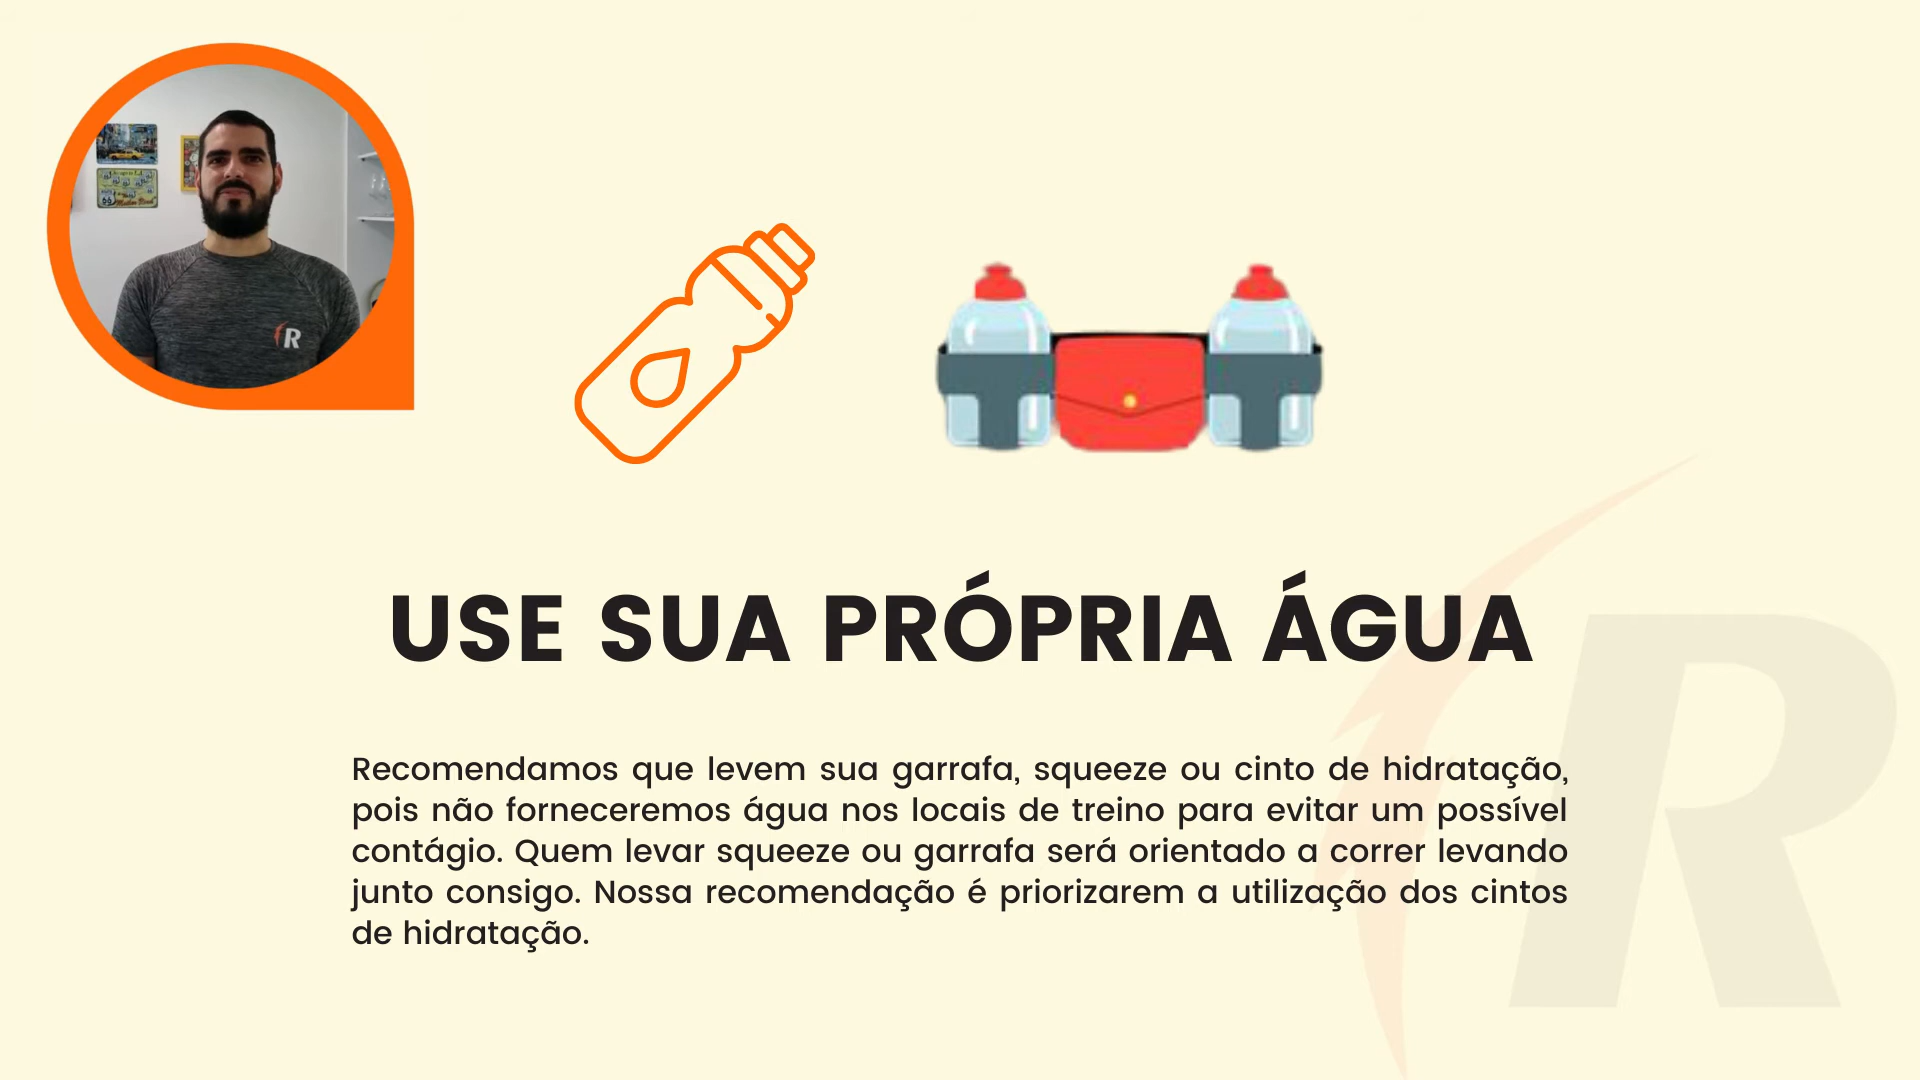 R
USE SUA PRÓPRIA ÁGUA
Recomendamos que levem sua garrafa, squeeze ou cinto de hidratação,
pois não forneceremos água nos locais de treino para evitar um possível
contágio. Quem levar squeeze ou garrafa será orientado a correr levando
junto consigo. Nossa recomendação é priorizarem a utilização dos cintos
de hidratação.
R